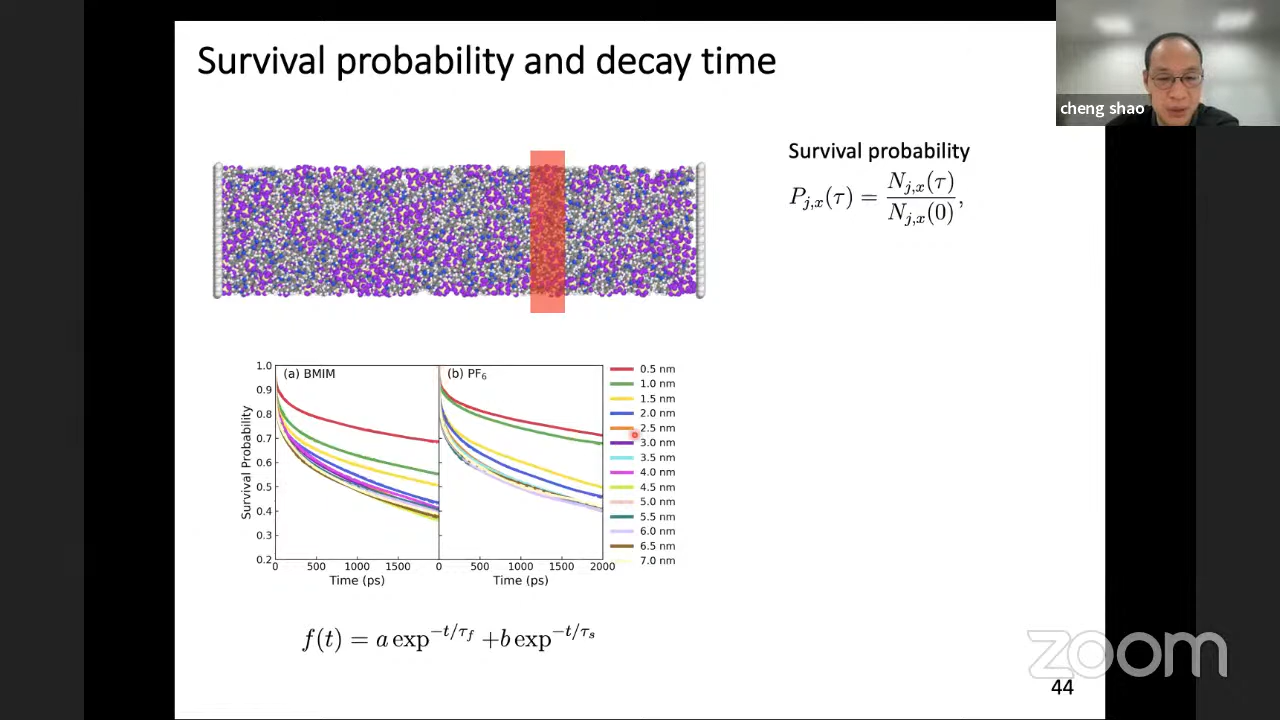 Survival probability and decay time
cheng shao
Survival probability
P_{j,x}(τ) = N_{j,x}(τ) / N_{j,x}(0),
(a) BMIM
(b) PF₆
Survival Probability
1.0
0.9
0.8
0.7
0.6
0.5
0.4
0.3
0.2
0 500 1000 1500 0 500 1000 1500 2000
Time (ps) Time (ps)
0.5 nm
1.0 nm
1.5 nm
2.0 nm
2.5 nm
3.0 nm
3.5 nm
4.0 nm
4.5 nm
5.0 nm
5.5 nm
6.0 nm
6.5 nm
7.0 nm
f(t) = a exp^{-t/τ_f} + b exp^{-t/τ_s}
zoom
44